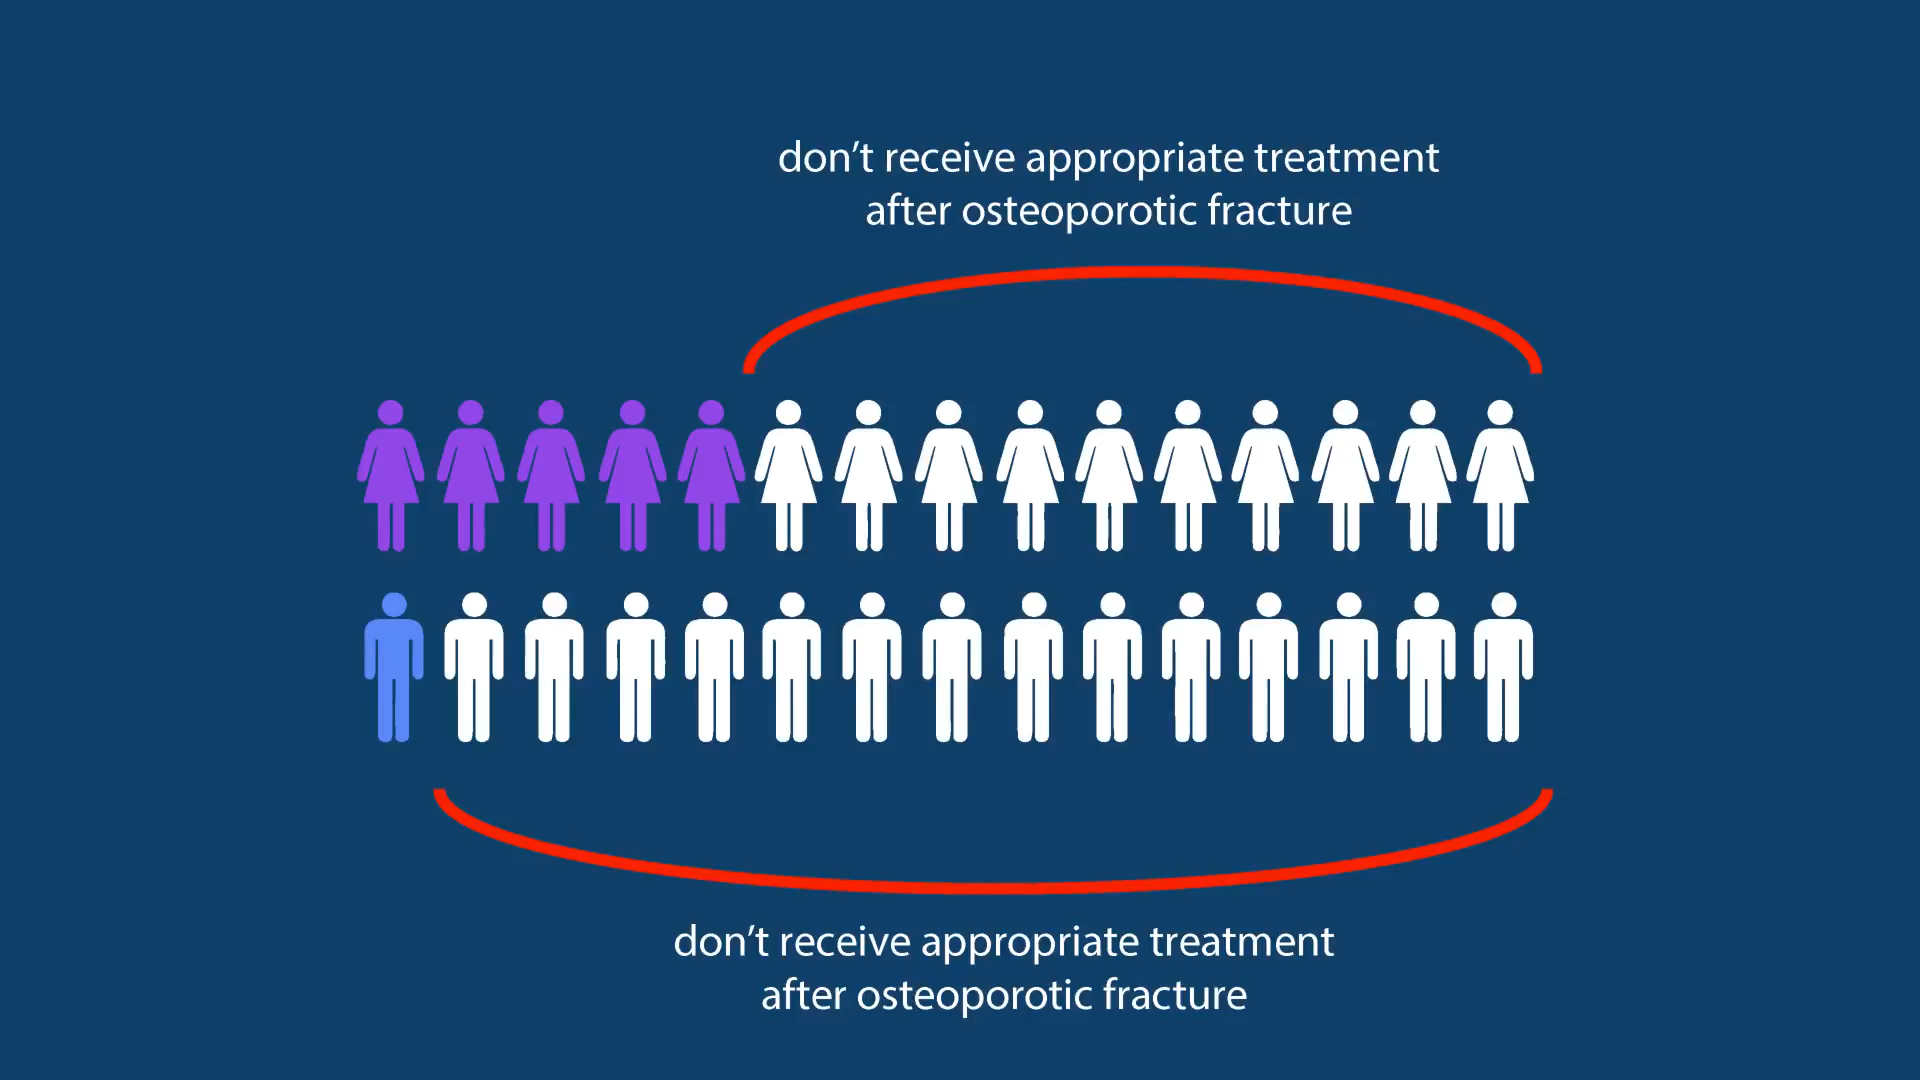 don’t receive appropriate treatment
after osteoporotic fracture
don’t receive appropriate treatment
after osteoporotic fracture